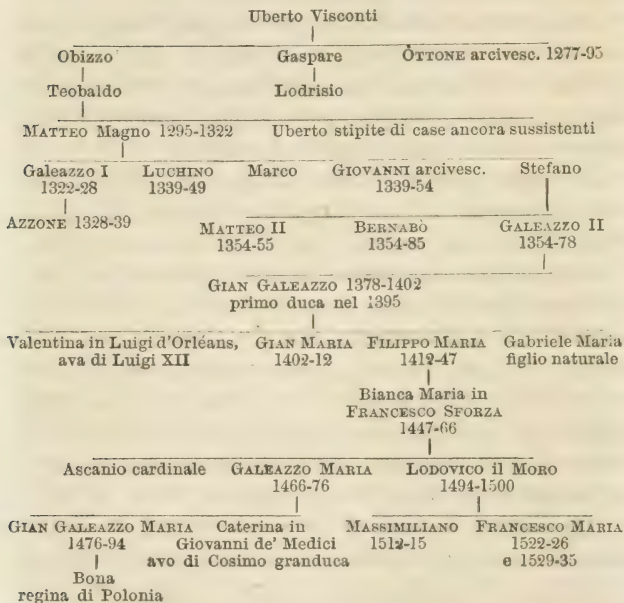 Uberto Visconti
Obizzo Gaspare OTTONE arcivesc. 1277-95
Teobaldo Lodrisio
MATTEO Magno 1295-1322 Uberto stipite di case ancora sussistenti
Galeazzo I LUCHINO Marco GIOVANNI arcivesc. Stefano
1322-28 1339-49 1339-54
AZZONE 1328-39 MATTEO II BERNABÒ GALEAZZO II
1354-55 1354-85 1354-78
GIAN GALEAZZO 1378-1402
primo duca nel 1395
Valentina in Luigi d'Orléans, GIAN MARIA FILIPPO MARIA Gabriele Maria
ava di Luigi XII 1402-12 1412-47 figlio naturale
Bianca Maria in
FRANCESCO SFORZA
1447-66
Ascanio cardinale GALEAZZO MARIA LODOVICO il MORO
1466-76 1494-1500
GIAN GALEAZZO MARIA Caterina in MASSIMILIANO FRANCESCO MARIA
1476-94 Giovanni de' Medici 1512-15 1522-26
avo di Cosimo granduca e 1529-35
Bona
regina di Polonia